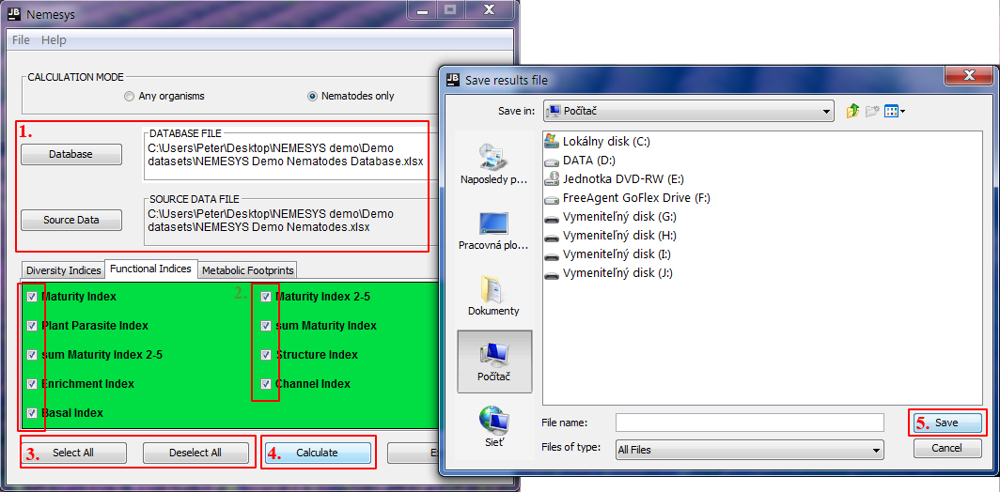 JB Nemesys
File Help
CALCULATION MODE
Any organisms Nematodes only
1.
Database
DATABASE FILE
C:\Users\Peter\Desktop\NEMESYS demo\Demo
datasets\NEMESYS Demo Nematodes Database.xlsx
Source Data
SOURCE DATA FILE
C:\Users\Peter\Desktop\NEMESYS demo\Demo
datasets\NEMESYS Demo Nematodes.xlsx
Diversity Indices Functional Indices Metabolic Footprints
2.
Maturity Index Maturity Index 2-5
Plant Parasite Index sum Maturity Index
sum Maturity Index 2-5 Structure Index
Enrichment Index Channel Index
Basal Index
3. Select All Deselect All 4. Calculate
JB Save results file
Save in: Počítač
Naposledy p...
Pracovná plo...
Dokumenty
Počítač
Sieť
Lokálny disk (C:)
DATA (D:)
Jednotka DVD-RW (E:)
FreeAgent GoFlex Drive (F:)
Vymeniteľný disk (G:)
Vymeniteľný disk (H:)
Vymeniteľný disk (I:)
Vymeniteľný disk (J:)
File name: 5. Save
Files of type: All Files Cancel